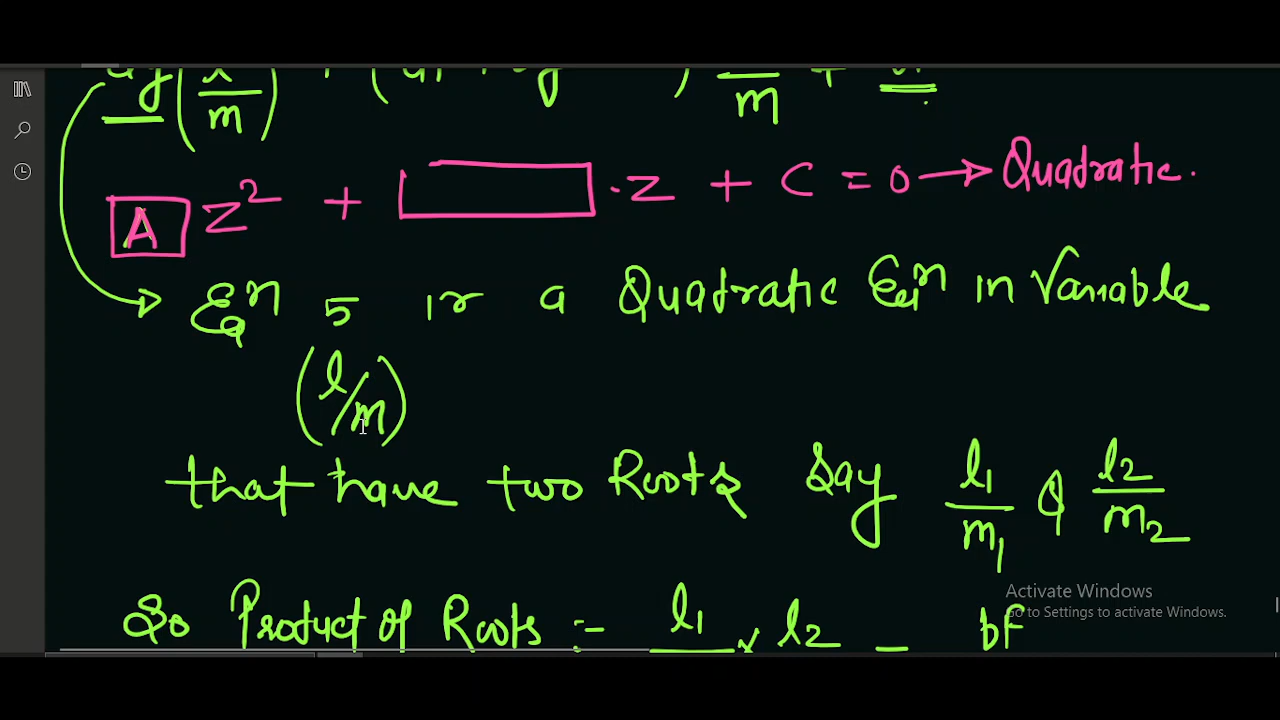 m m
A Z² + .Z + C = 0 → Quadratic.
Eqn 5 is a Quadratic Eqn in Variable
(l/m)
that have two Roots Say l1/m1 & l2/m2
Activate Windows
Go to Settings to activate Windows.
So Product of Roots :- l1 × l2 = bf